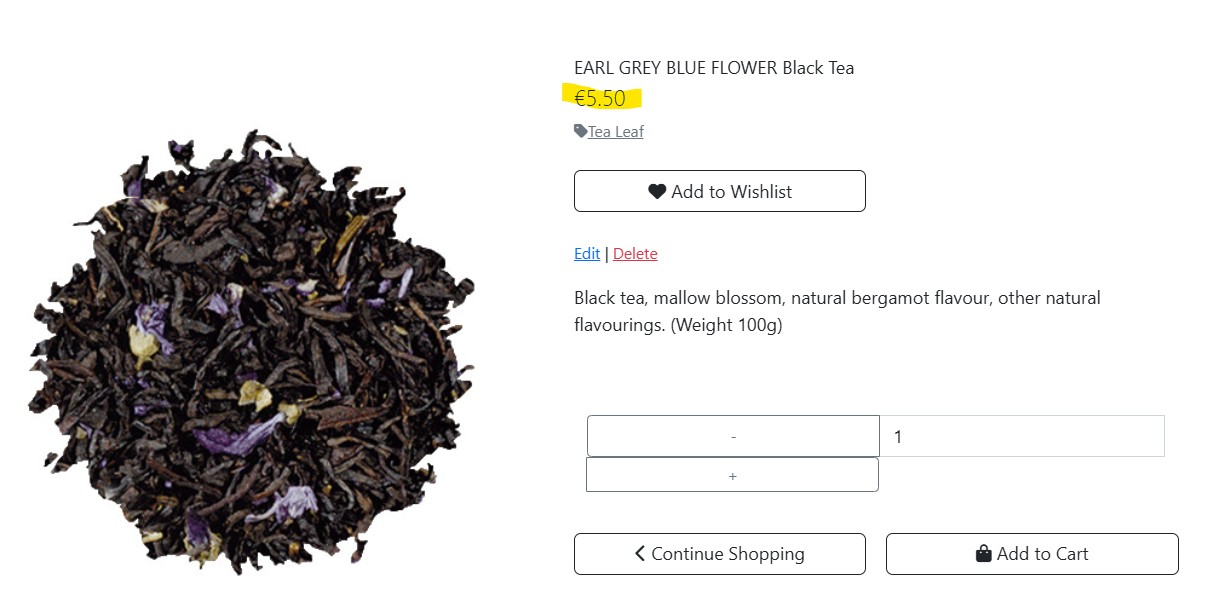 EARL GREY BLUE FLOWER Black Tea
€5.50
Tea Leaf
Add to Wishlist
Edit | Delete
Black tea, mallow blossom, natural bergamot flavour, other natural
flavourings. (Weight 100g)
- 1
+
Continue Shopping Add to Cart